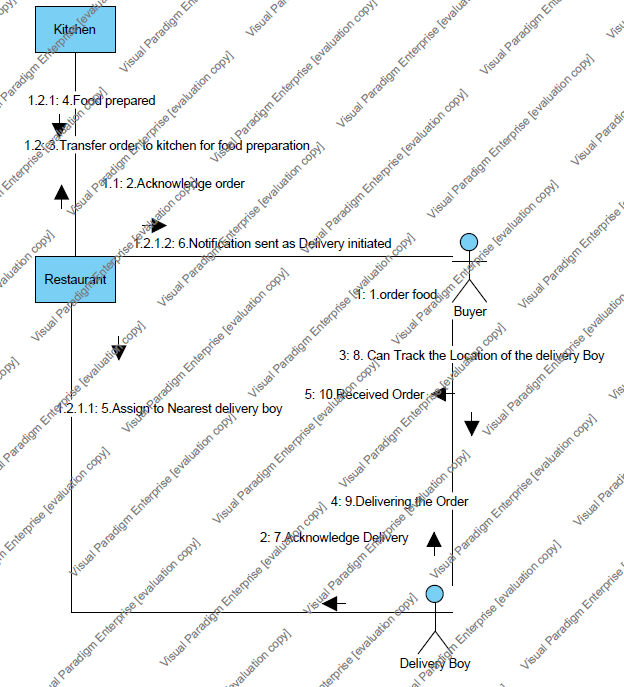 Kitchen
1.2.1: 4.Food prepared
1.2: 3.Transfer order to kitchen for food preparation
1.1: 2.Acknowledge order
1.2.1.2: 6.Notification sent as Delivery initiated
Restaurant
1: 1.order food
Buyer
3: 8. Can Track the Location of the delivery Boy
5: 10.Received Order
1.2.1.1: 5.Assign to Nearest delivery boy
4: 9.Delivering the Order
2: 7.Acknowledge Delivery
Delivery Boy
Visual Paradigm Enterprise [evaluation copy]